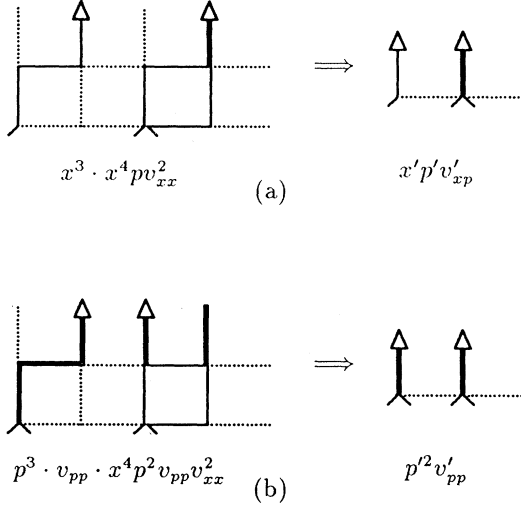 ⟹
x^3 · x^4pv_{xx}^2
x'p'v'_{xp}
(a)
⟹
p^3 · v_{pp} · x^4p^2v_{pp}v_{xx}^2
p'^2v'_{pp}
(b)